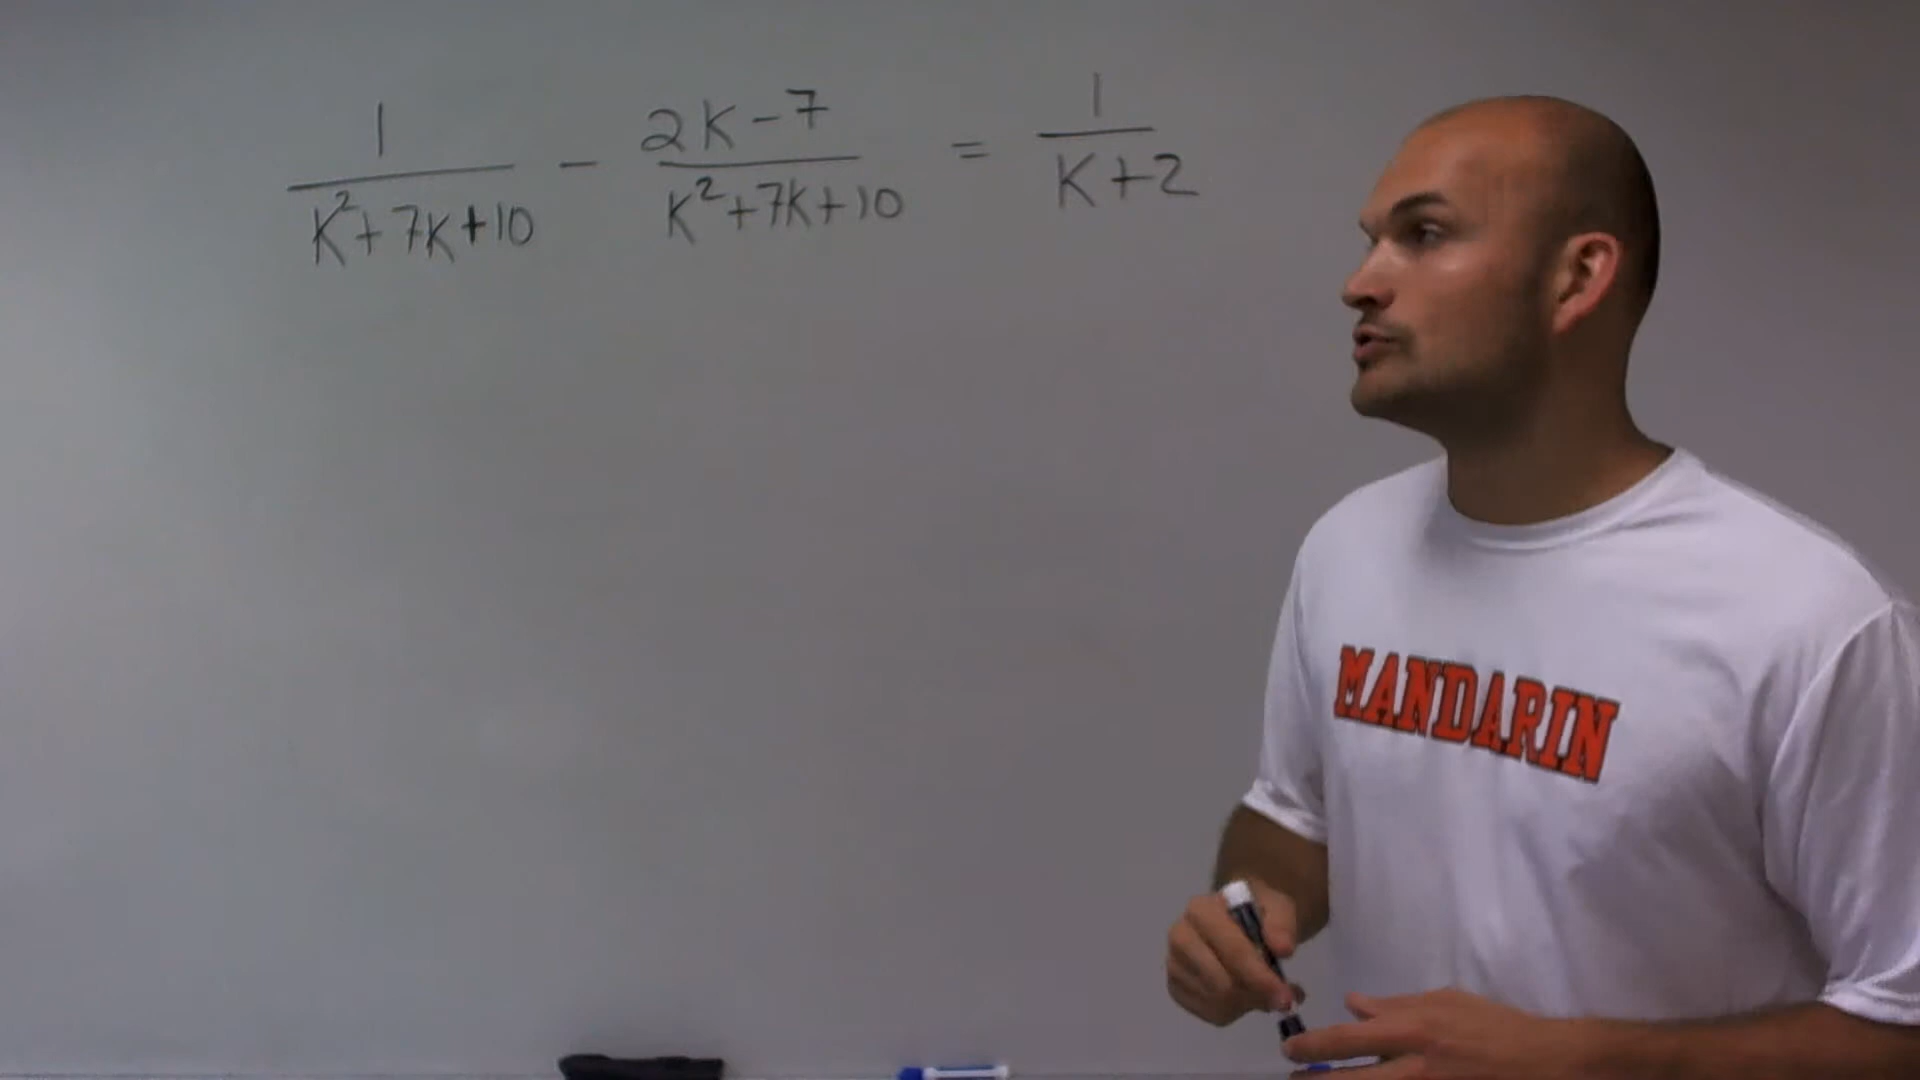 1/(K²+7K+10) - (2K-7)/(K²+7K+10) = 1/(K+2)
MANDARIN